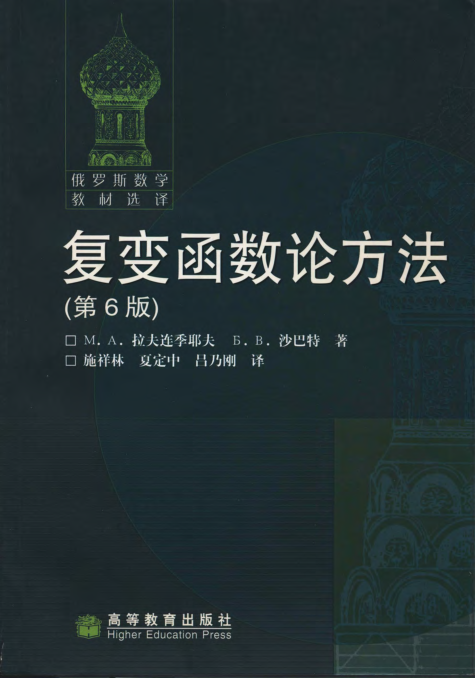 俄罗斯数学
教材选译
复变函数论方法
(第6版)
□ М. А. 拉夫连季耶夫 Б. В. 沙巴特 著
□ 施祥林 夏定中 吕乃刚 译
高等教育出版社
Higher Education Press